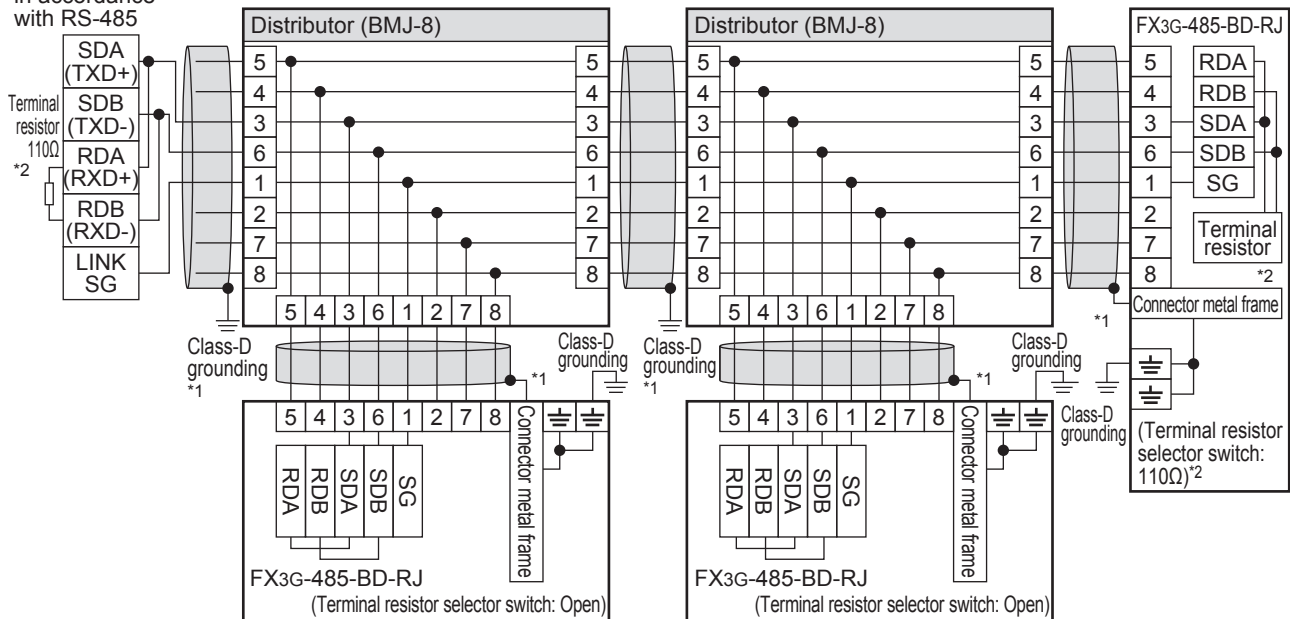 in accordance
with RS-485
SDA
(TXD+)
SDB
(TXD-)
RDA
(RXD+)
RDB
(RXD-)
LINK
SG
Terminal
resistor
110Ω
*2
Distributor (BMJ-8)
5 5
4 4
3 3
6 6
1 1
2 2
7 7
8 8
5 4 3 6 1 2 7 8
Class-D
grounding
*1
*1
Class-D
grounding
5 4 3 6 1 2 7 8
Connector metal frame
RDA
RDB
SDA
SDB
SG
FX3G-485-BD-RJ
(Terminal resistor selector switch: Open)
Distributor (BMJ-8)
5 5
4 4
3 3
6 6
1 1
2 2
7 7
8 8
5 4 3 6 1 2 7 8
Class-D
grounding
*1
*1
Class-D
grounding
5 4 3 6 1 2 7 8
Connector metal frame
RDA
RDB
SDA
SDB
SG
FX3G-485-BD-RJ
(Terminal resistor selector switch: Open)
FX3G-485-BD-RJ
5 RDA
4 RDB
3 SDA
6 SDB
1 SG
2
7
8
Terminal
resistor
*2
*1
Connector metal frame
Class-D
grounding
(Terminal resistor
selector switch:
110Ω)*2